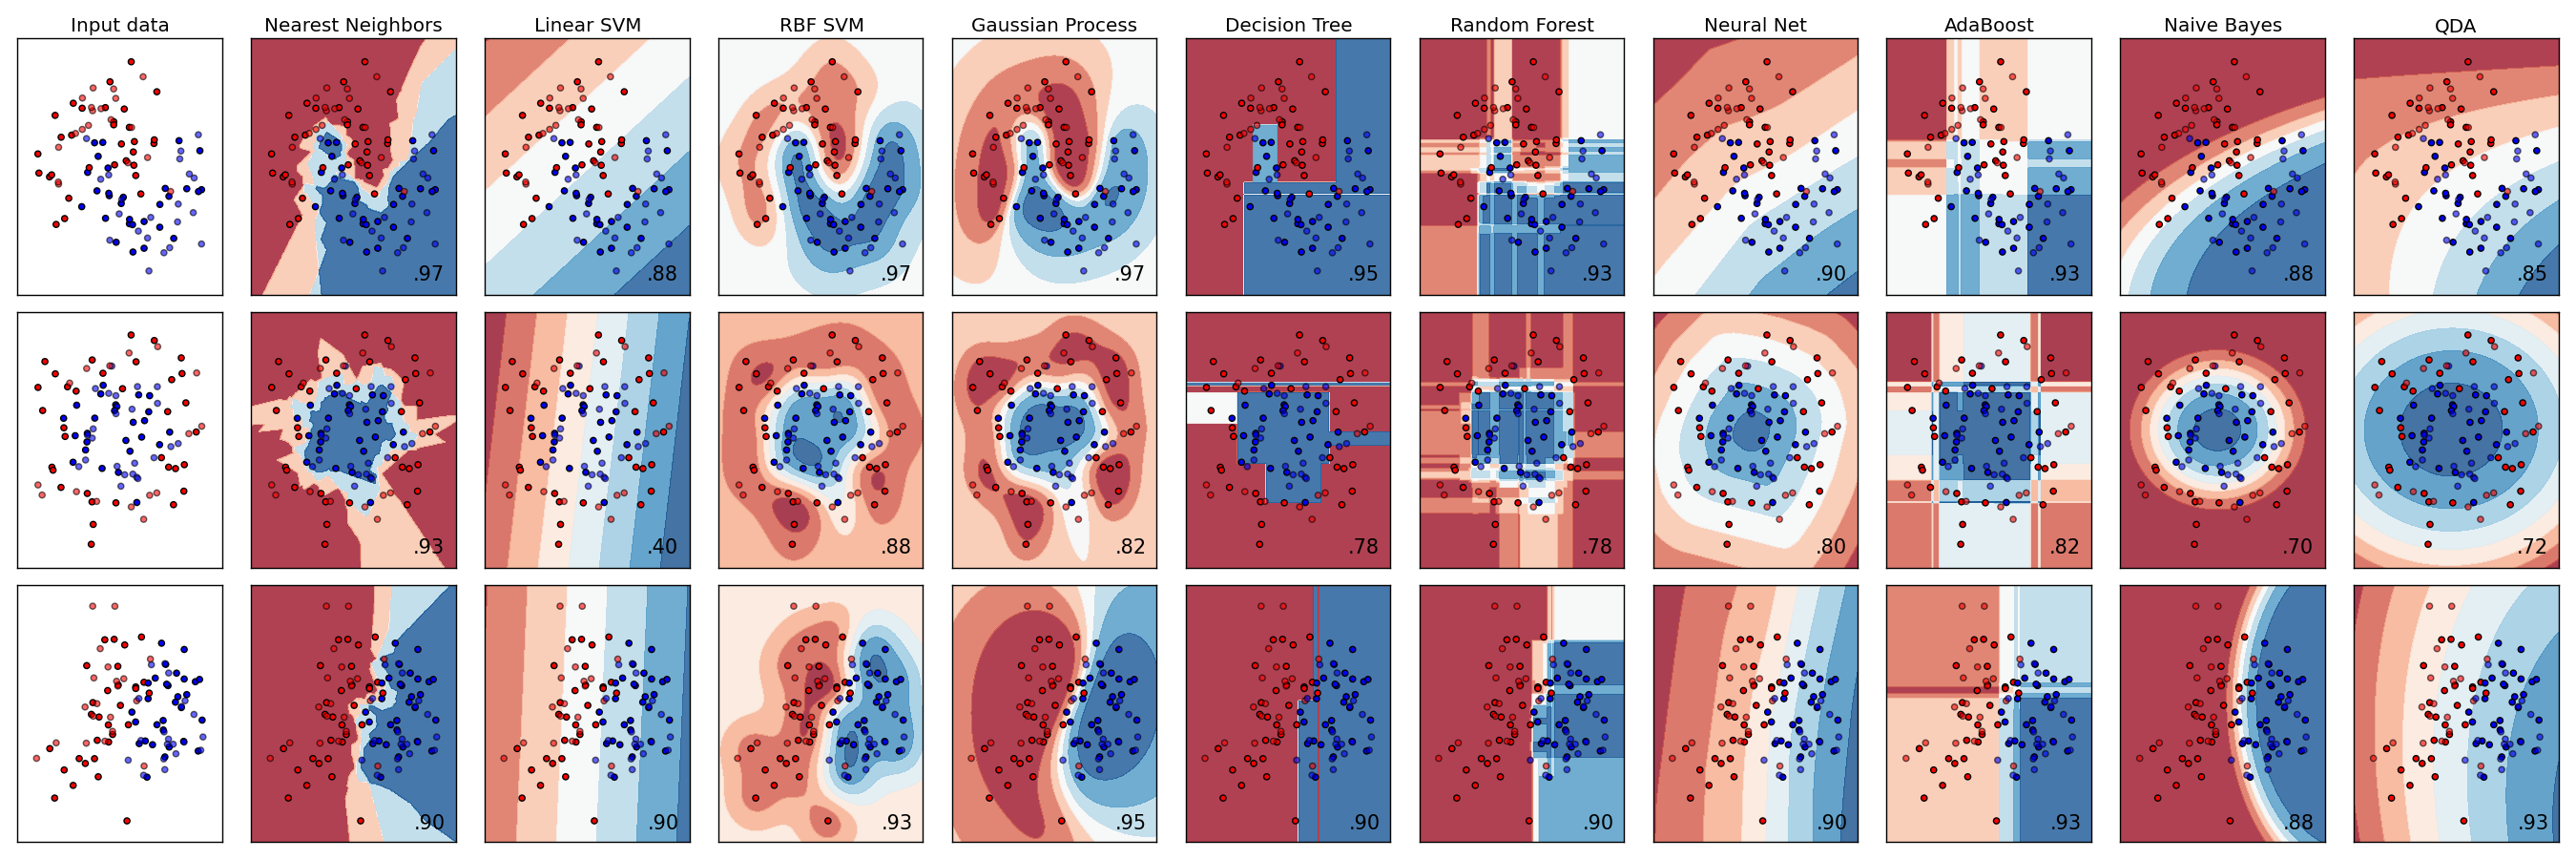 Input data
Nearest Neighbors
Linear SVM
RBF SVM
Gaussian Process
Decision Tree
Random Forest
Neural Net
AdaBoost
Naive Bayes
QDA
.97
.88
.97
.97
.95
.93
.90
.93
.88
.85
.93
.40
.88
.82
.78
.78
.80
.82
.70
.72
.90
.90
.93
.95
.90
.90
.90
.93
.88
.93